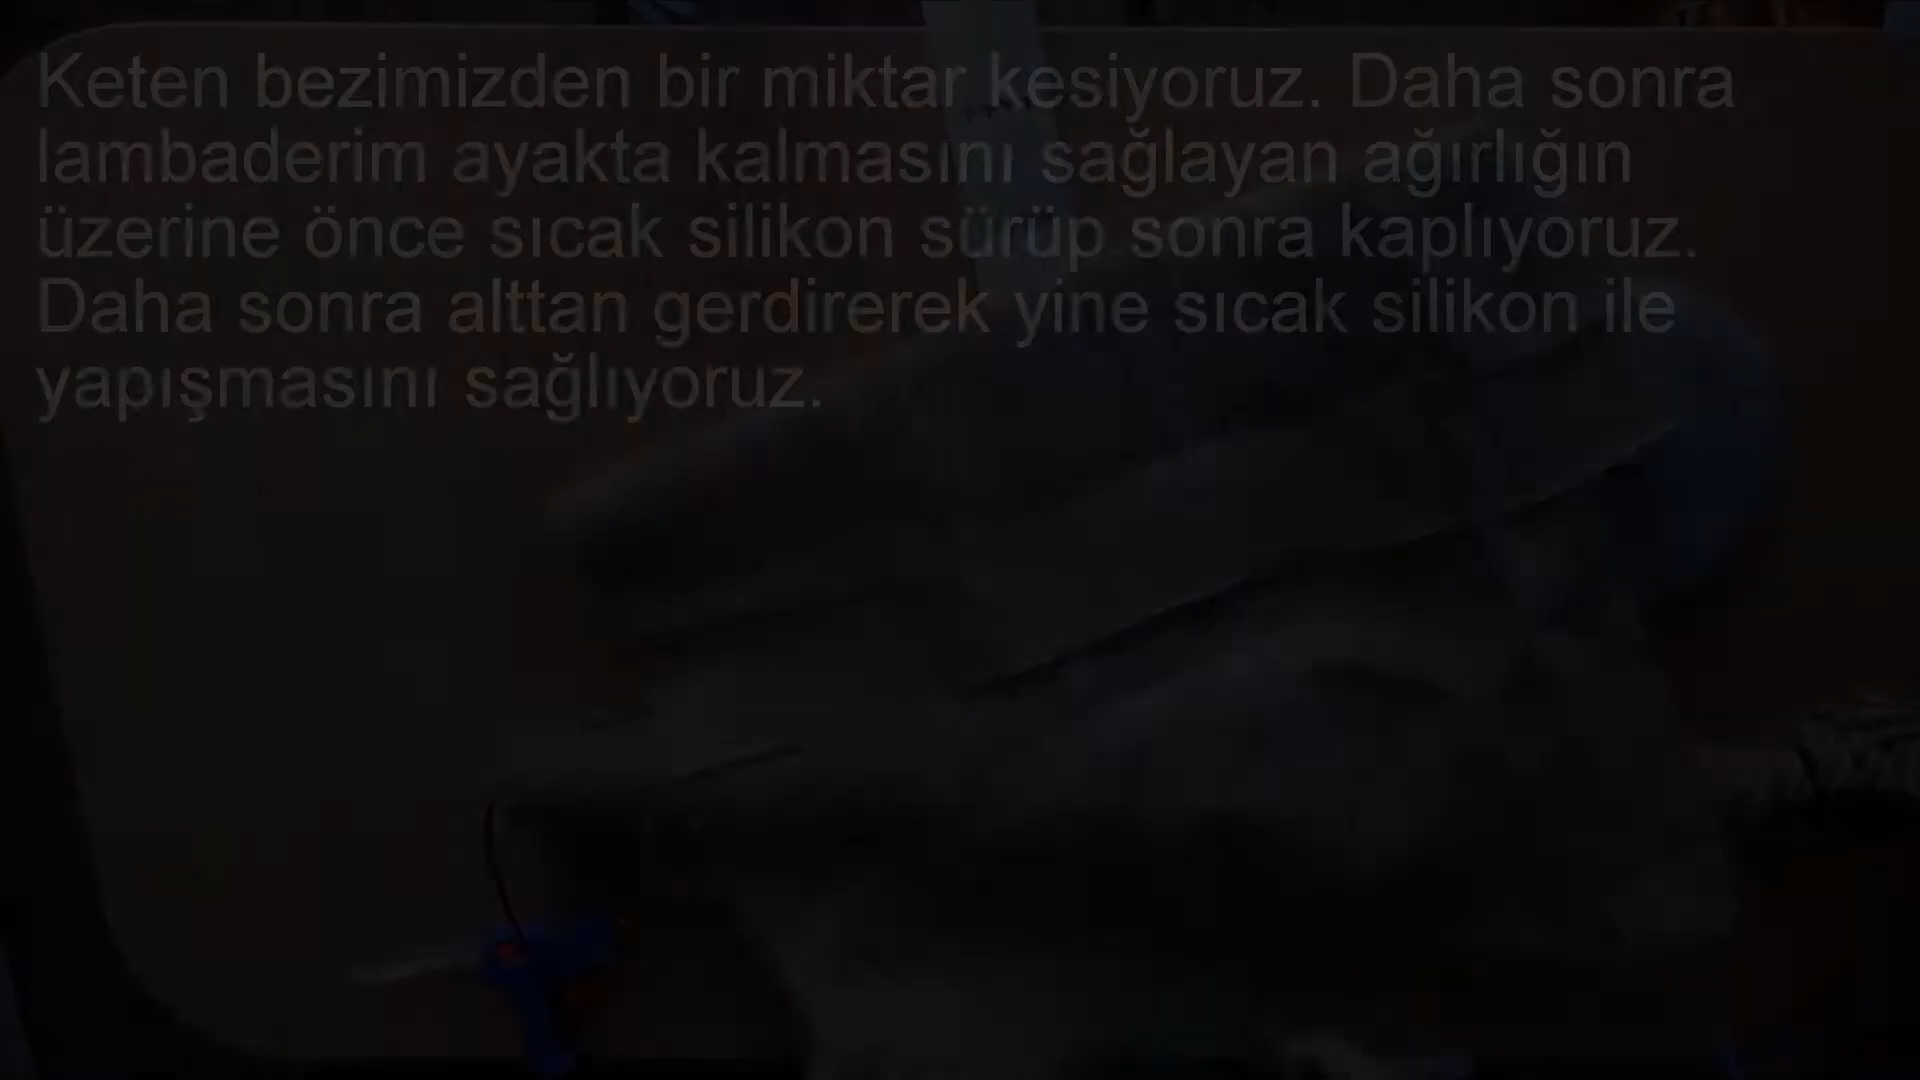 Keten bezimizden bir miktar kesiyoruz. Daha sonra
lambaderim ayakta kalmasını sağlayan ağırlığın
üzerine önce sıcak silikon sürüp sonra kaplıyoruz.
Daha sonra alttan gerdirerek yine sıcak silikon ile
yapışmasını sağlıyoruz.